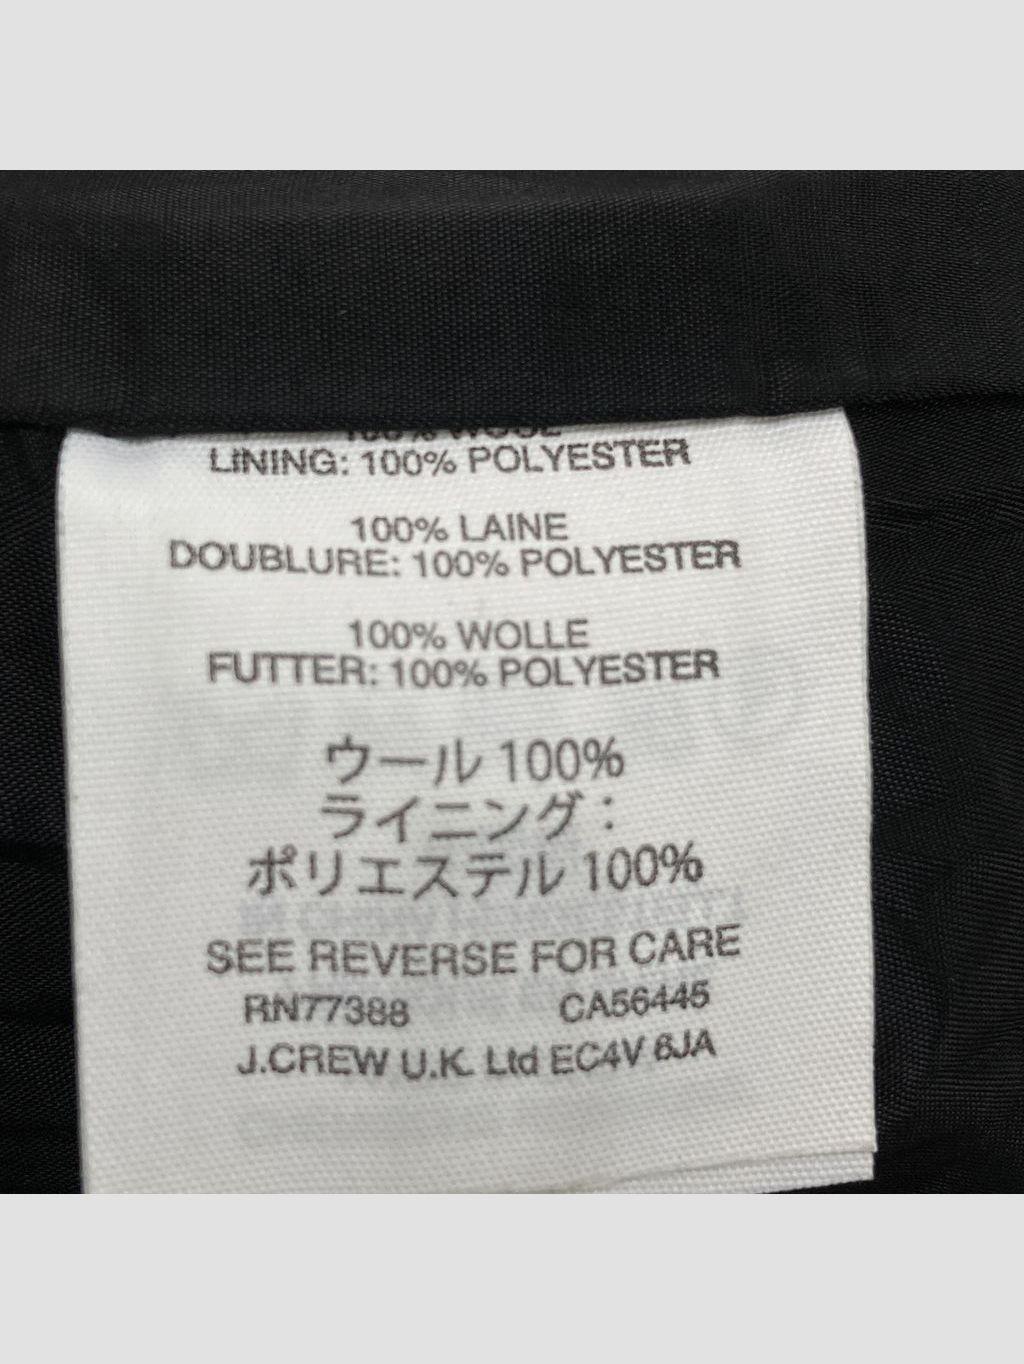 100% WOOL
LINING: 100% POLYESTER
100% LAINE
DOUBLURE: 100% POLYESTER
100% WOLLE
FUTTER: 100% POLYESTER
ウール 100%
ライニング：
ポリエステル 100%
SEE REVERSE FOR CARE
RN77388 CA56445
J.CREW U.K. Ltd EC4V 6JA